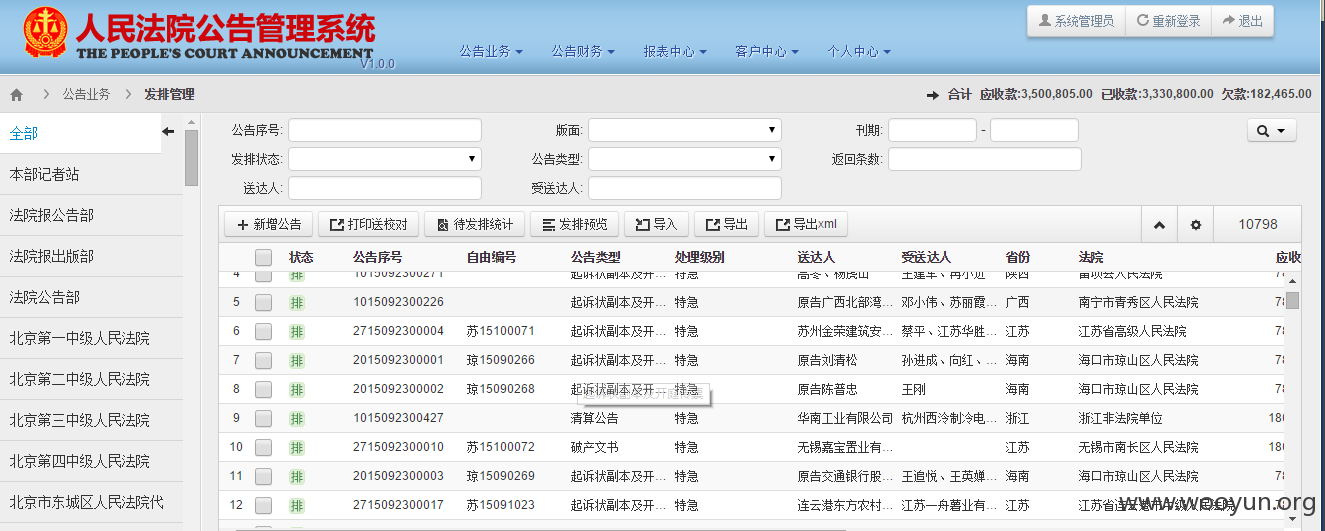 人民法院公告管理系统
THE PEOPLE'S COURT ANNOUNCEMENT
V1.0.0
公告业务 公告财务 报表中心 客户中心 个人中心
系统管理员 重新登录 退出
公告业务 发排管理
合计 应收款:3,500,805.00 已收款:3,330,800.00 欠款:182,465.00
全部
本部记者站
法院报公告部
法院报出版部
法院公告部
北京第一中级人民法院
北京第二中级人民法院
北京第三中级人民法院
北京第四中级人民法院
北京市东城区人民法院代
公告序号: 版面: 刊期: -
发排状态: 公告类型: 返回条数:
送达人: 受送达人:
新增公告 打印送校对 待发排统计 发排预览 导入 导出 导出xml 10798
状态 公告序号 自由编号 公告类型 处理级别 送达人 受送达人 省份 法院 应收
4 排 1015092300271 起诉状副本及开… 特急 高冬、杨虎山 王建军、冉小进 陕西 富坝县人民法院 78
5 排 1015092300226 起诉状副本及开… 特急 原告广西北部湾… 邓小伟、苏丽霞… 广西 南宁市青秀区人民法院 78
6 排 2715092300004 苏15100071 起诉状副本及开… 特急 苏州金荣建筑安… 蔡平、江苏华胜… 江苏 江苏省高级人民法院 78
7 排 2015092300001 琼15090266 起诉状副本及开… 特急 原告刘清松 孙进成、向红、… 海南 海口市琼山区人民法院 78
8 排 2015092300002 琼15090268 起诉状副本及开… 特急 原告陈普忠 王刚 海南 海口市琼山区人民法院 78
9 排 1015092300427 清算公告 特急 华南工业有限公司 杭州西泠制冷电… 浙江 浙江非法院单位 180
10 排 2715092300010 苏15100072 破产文书 特急 无锡嘉宝置业有… 江苏 无锡市南长区人民法院 180
11 排 2015092300003 琼15090269 起诉状副本及开… 特急 原告交通银行股… 王追悦、王英婵… 海南 海口市琼山区人民法院 78
12 排 2715092300017 苏15091023 起诉状副本及开… 特急 连云港东方农村… 江苏一舟薯业有… 江苏 江苏省连云港市中级人民法院
www.wooyun.org